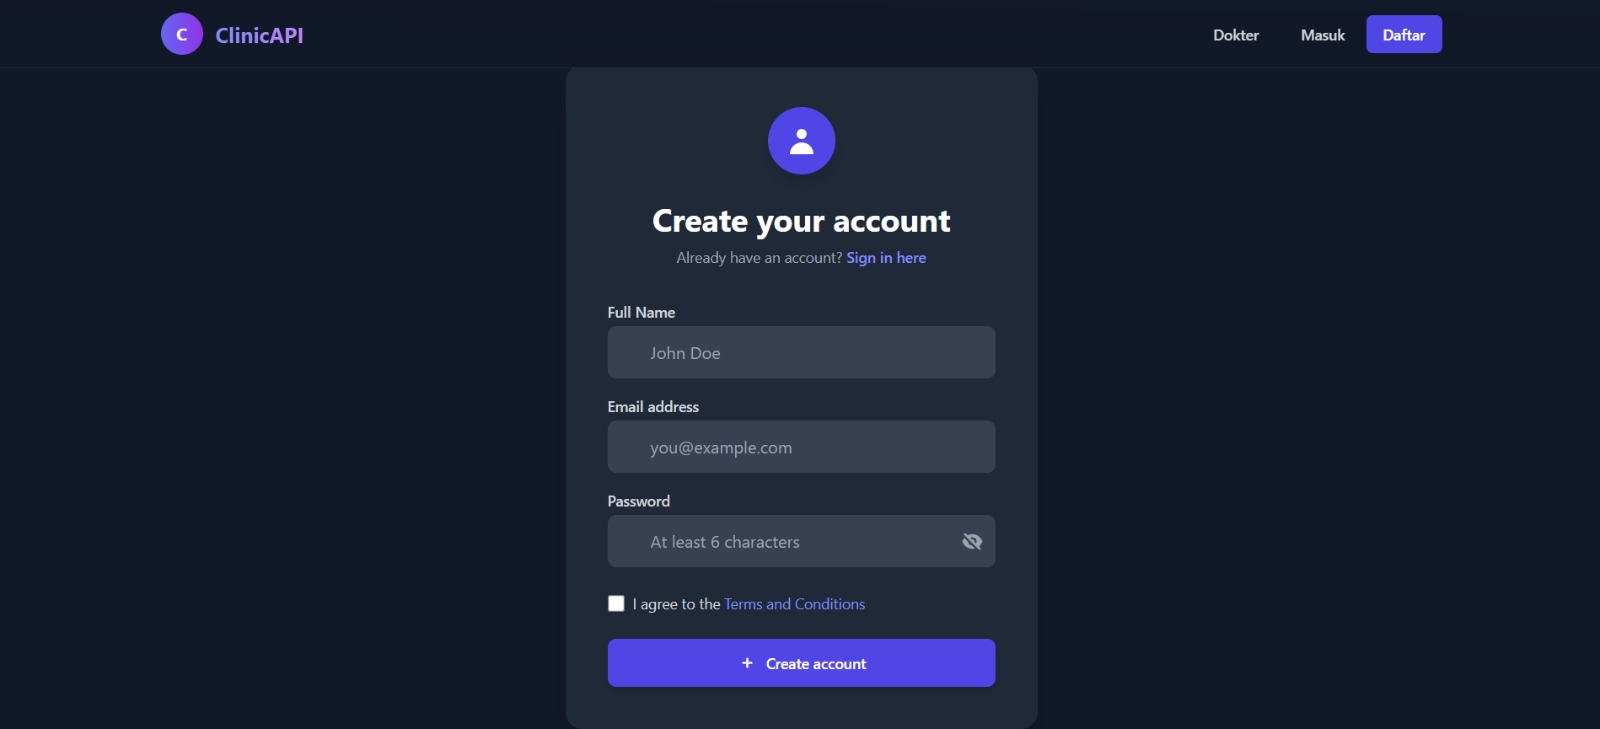 C ClinicAPI Dokter Masuk Daftar
Create your account
Already have an account? Sign in here
Full Name
John Doe
Email address
you@example.com
Password
At least 6 characters
I agree to the Terms and Conditions
+ Create account